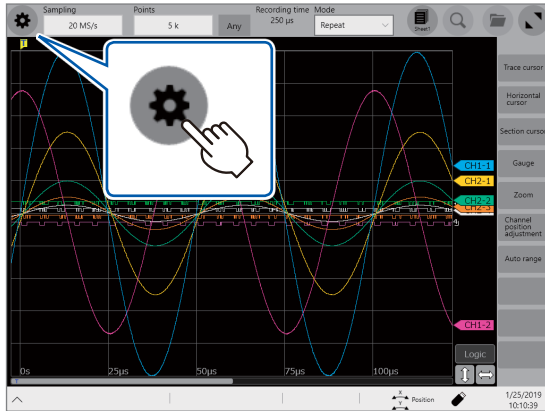 Sampling
20 MS/s
Points
5 k
Any
Recording time
250 µs
Mode
Repeat
Sheet1
T
Trace cursor
Horizontal
cursor
Section cursor
Gauge
Zoom
Channel
position
adjustment
Auto range
CH1-1
CH2-1
CH2-2
CH2-3
CH1-2
Logic
0s
25µs
50µs
75µs
100µs
T
X
Y
Position
1/25/2019
10:10:39